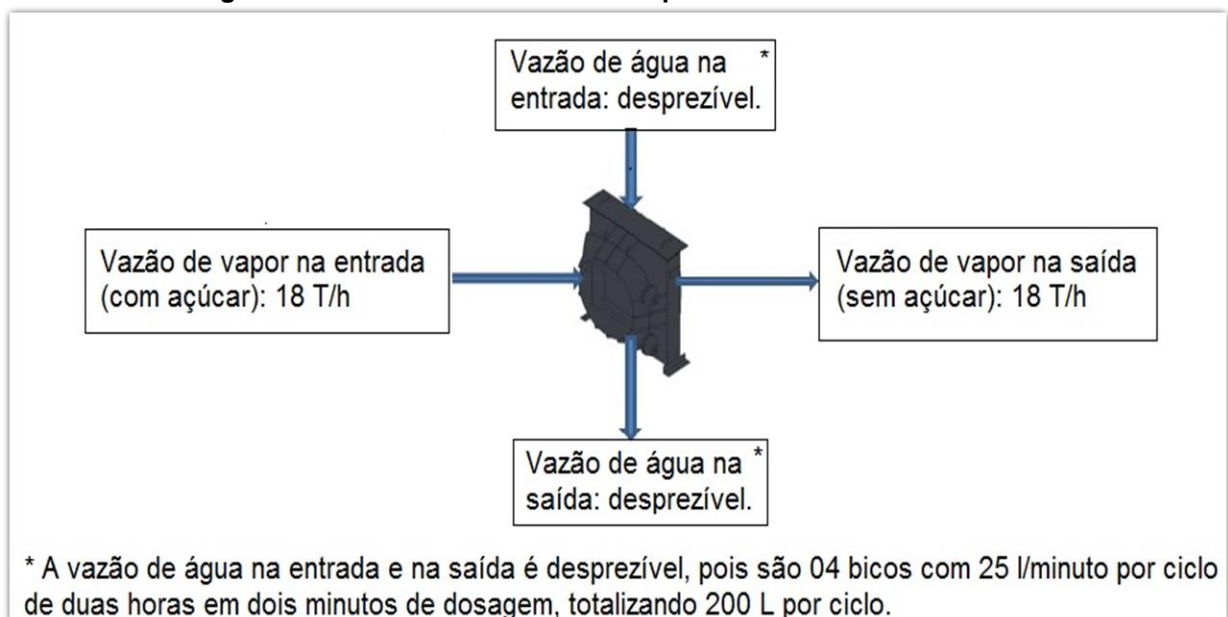 Vazão de água na *
entrada: desprezível.
Vazão de vapor na entrada
(com açúcar): 18 T/h
Vazão de vapor na saída
(sem açúcar): 18 T/h
Vazão de água na *
saída: desprezível.
* A vazão de água na entrada e na saída é desprezível, pois são 04 bicos com 25 l/minuto por ciclo
de duas horas em dois minutos de dosagem, totalizando 200 L por ciclo.